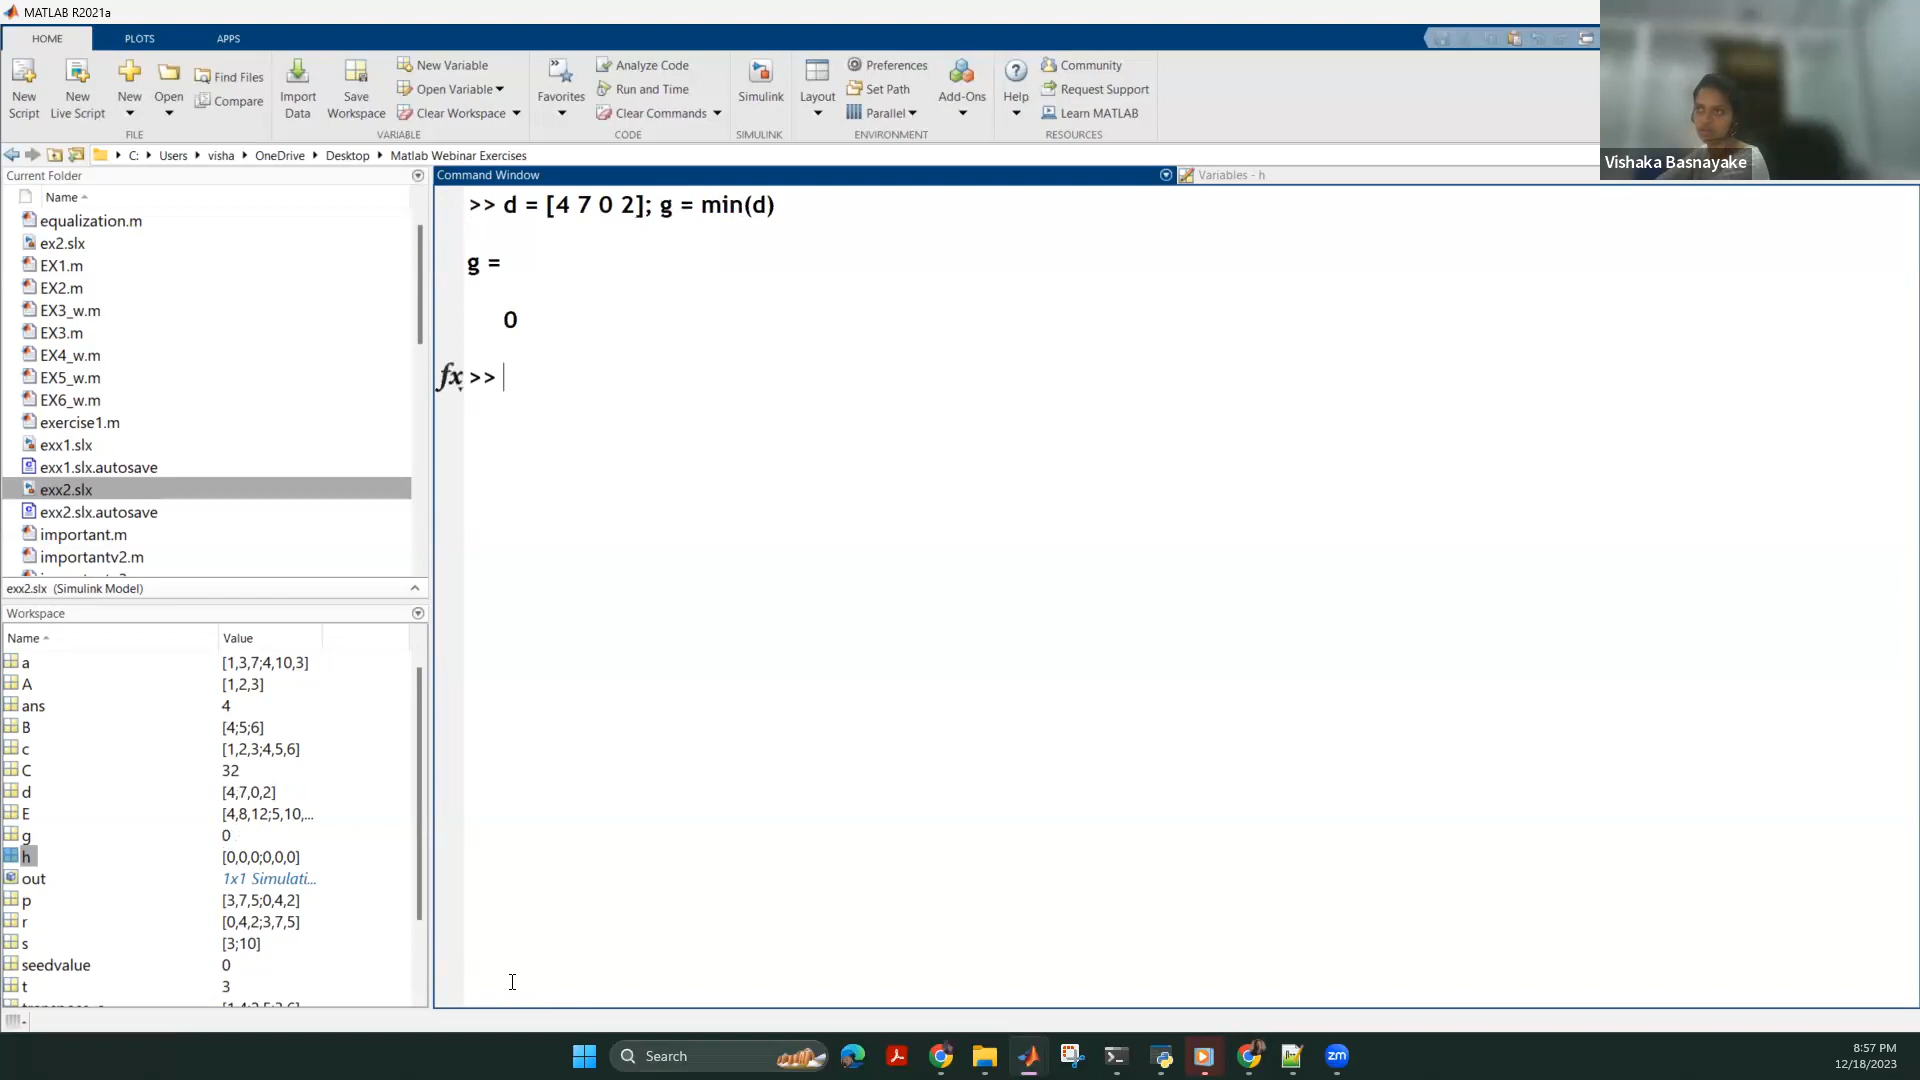 MATLAB R2021a
HOME PLOTS APPS
New Script
New Live Script
New
Open
Find Files
Compare
FILE
Import Data
Save Workspace
New Variable
Open Variable
Clear Workspace
VARIABLE
Favorites
Analyze Code
Run and Time
Clear Commands
CODE
Simulink
SIMULINK
Layout
Preferences
Set Path
Parallel
Add-Ons
ENVIRONMENT
Help
Community
Request Support
Learn MATLAB
RESOURCES
Vishaka Basnayake
C: Users visha OneDrive Desktop Matlab Webinar Exercises
Current Folder
Name
equalization.m
ex2.slx
EX1.m
EX2.m
EX3_w.m
EX3.m
EX4_w.m
EX5_w.m
EX6_w.m
exercise1.m
exx1.slx
exx1.slx.autosave
exx2.slx
exx2.slx.autosave
important.m
importantv2.m
exx2.slx (Simulink Model)
Workspace
Name Value
a [1,3,7;4,10,3]
A [1,2,3]
ans 4
B [4;5;6]
c [1,2,3;4,5,6]
C 32
d [4,7,0,2]
E [4,8,12;5,10,...
g 0
h [0,0,0;0,0,0]
out 1x1 Simulati...
p [3,7,5;0,4,2]
r [0,4,2;3,7,5]
s [3;10]
seedvalue 0
t 3
Command Window
Variables - h
>> d = [4 7 0 2]; g = min(d)
g =
0
fx >>
Search
zm
8:57 PM
12/18/2023